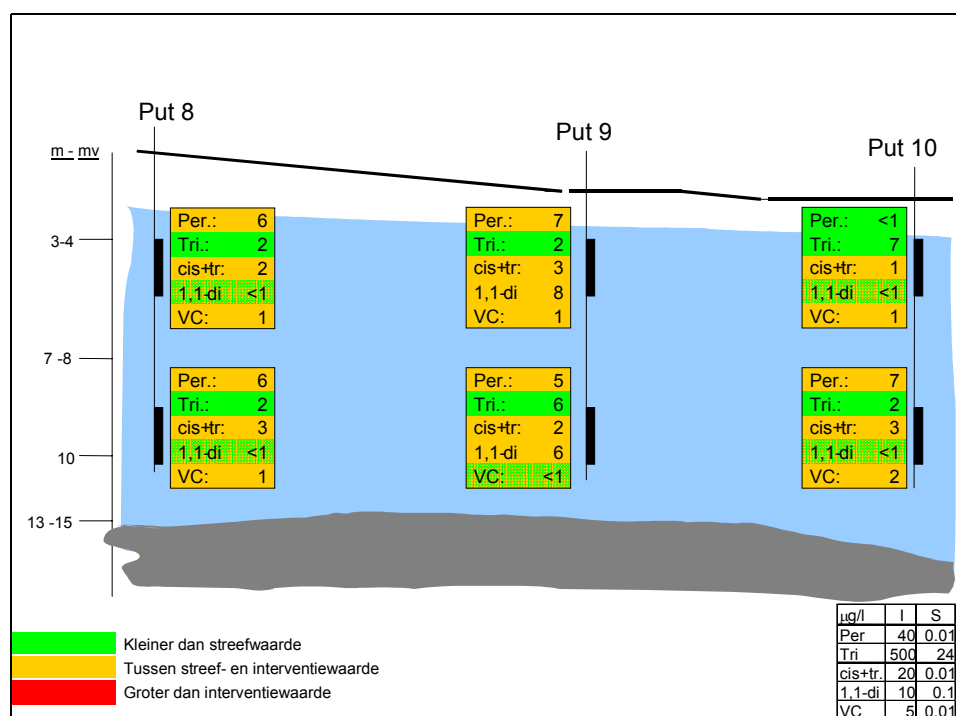 Put 8
Put 9
Put 10
m - mv
3-4
7 -8
10
13 -15
Per.: 6
Tri.: 2
cis+tr: 2
1,1-di <1
VC: 1
Per.: 7
Tri.: 2
cis+tr: 3
1,1-di 8
VC: 1
Per.: <1
Tri.: 7
cis+tr: 1
1,1-di <1
VC: 1
Per.: 6
Tri.: 2
cis+tr: 3
1,1-di <1
VC: 1
Per.: 5
Tri.: 6
cis+tr: 2
1,1-di 6
VC: <1
Per.: 7
Tri.: 2
cis+tr: 3
1,1-di <1
VC: 2
Kleiner dan streefwaarde
Tussen streef- en interventiewaarde
Groter dan interventiewaarde
µg/l I S
Per 40 0.01
Tri 500 24
cis+tr. 20 0.01
1,1-di 10 0.1
VC 5 0.01